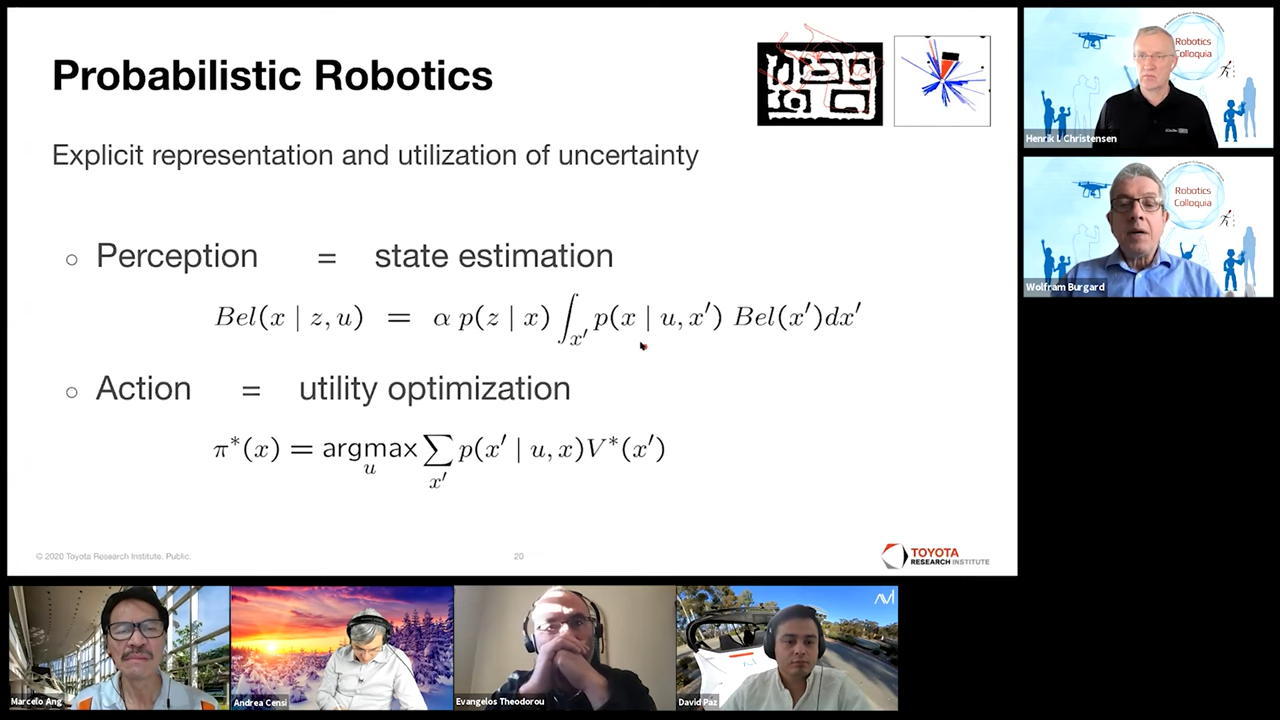 Probabilistic Robotics
Explicit representation and utilization of uncertainty
○ Perception = state estimation
Bel(x | z, u) = α p(z | x) ∫x′ p(x | u, x′) Bel(x′)dx′
○ Action = utility optimization
π*(x) = argmax u ∑ x′ p(x′ | u, x)V*(x′)
© 2020 Toyota Research Institute. Public.
20
TOYOTA
RESEARCH INSTITUTE
Robotics
Colloquia
Henrik I Christensen
Robotics
Colloquia
Wolfram Burgard
Marcelo Ang
Andrea Censi
Evangelos Theodorou
David Paz